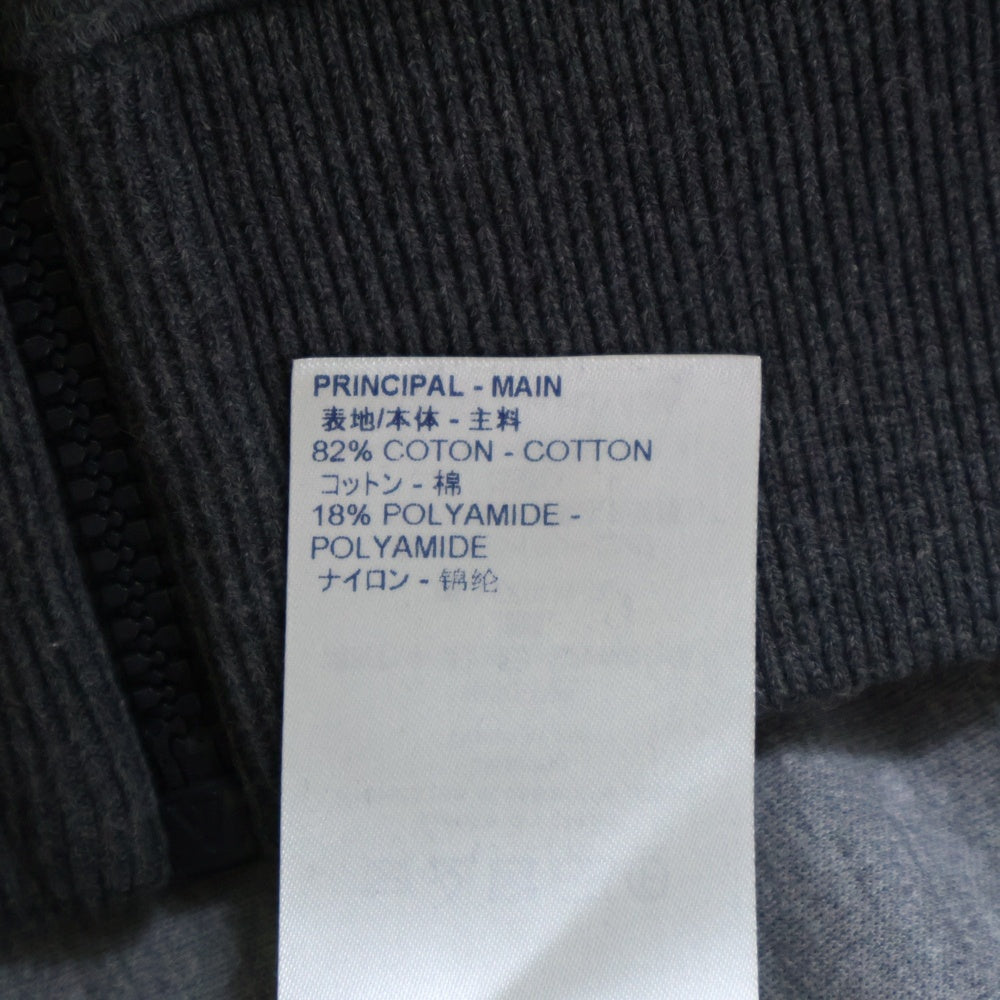 PRINCIPAL - MAIN
表地/本体 - 主料
82% COTON - COTTON
コットン - 棉
18% POLYAMIDE -
POLYAMIDE
ナイロン - 锦纶